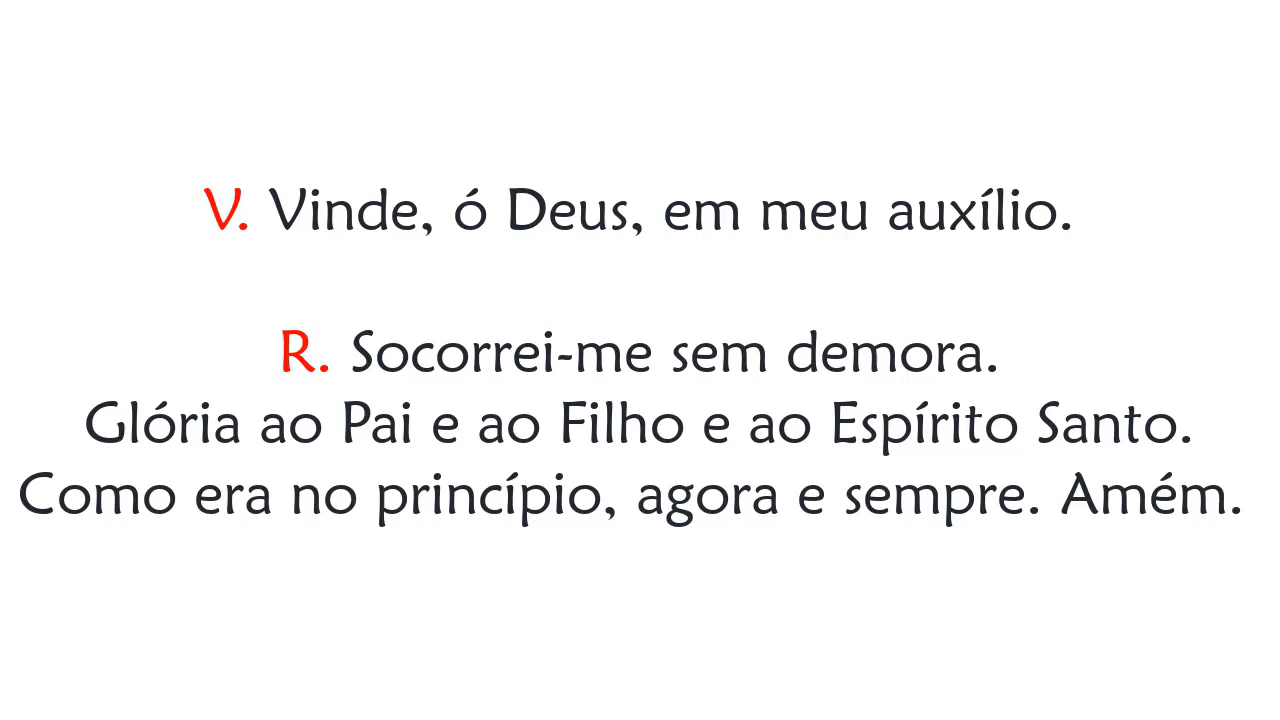 V. Vinde, ó Deus, em meu auxílio.
R. Socorrei-me sem demora.
Glória ao Pai e ao Filho e ao Espírito Santo.
Como era no princípio, agora e sempre. Amém.